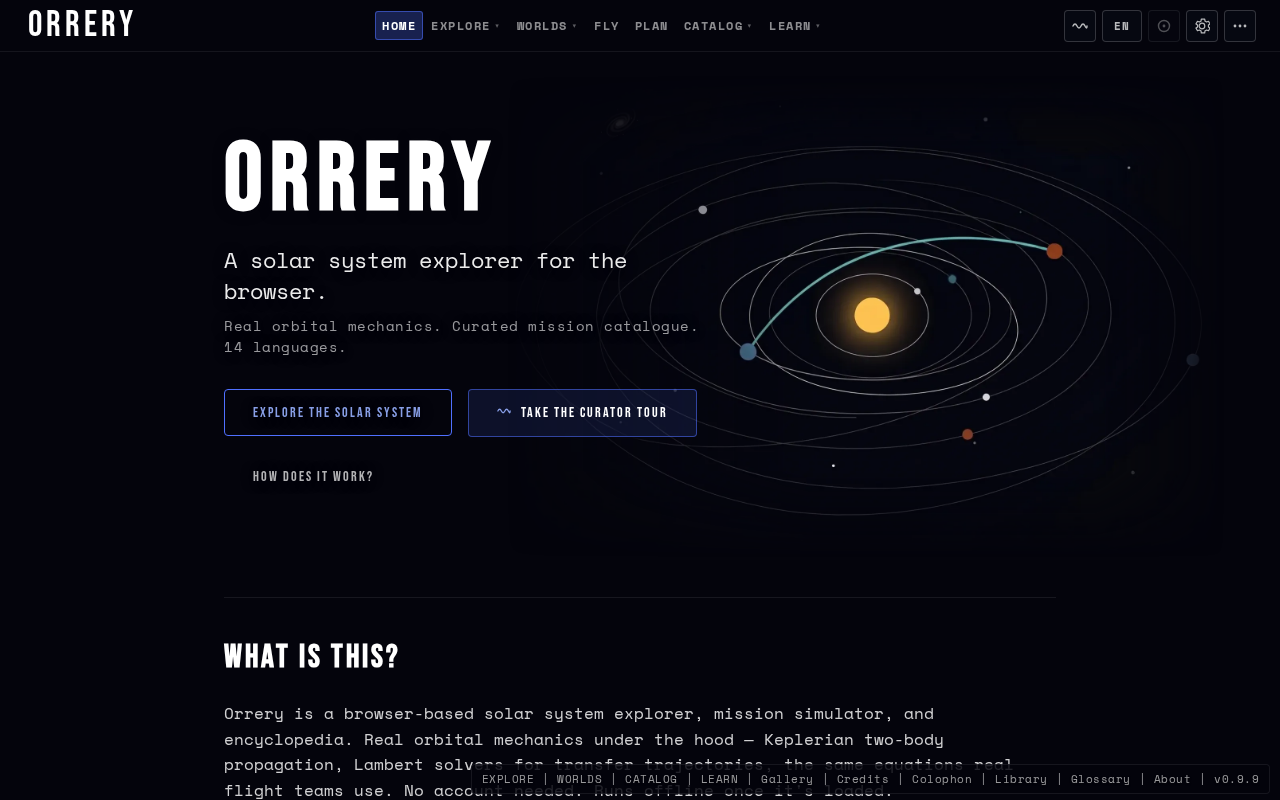 ORRERY
HOME EXPLORE WORLDS FLY PLAN CATALOG LEARN
EN
ORRERY
A solar system explorer for the
browser.
Real orbital mechanics. Curated mission catalogue.
14 languages.
EXPLORE THE SOLAR SYSTEM
TAKE THE CURATOR TOUR
HOW DOES IT WORK?
WHAT IS THIS?
Orrery is a browser-based solar system explorer, mission simulator, and
encyclopedia. Real orbital mechanics under the hood — Keplerian two-body
propagation, Lambert solvers for transfer trajectories, the same equations real
EXPLORE | WORLDS | CATALOG | LEARN | Gallery | Credits | Colophon | Library | Glossary | About | v0.9.9
flight teams use. No account needed. Runs offline once it's loaded.